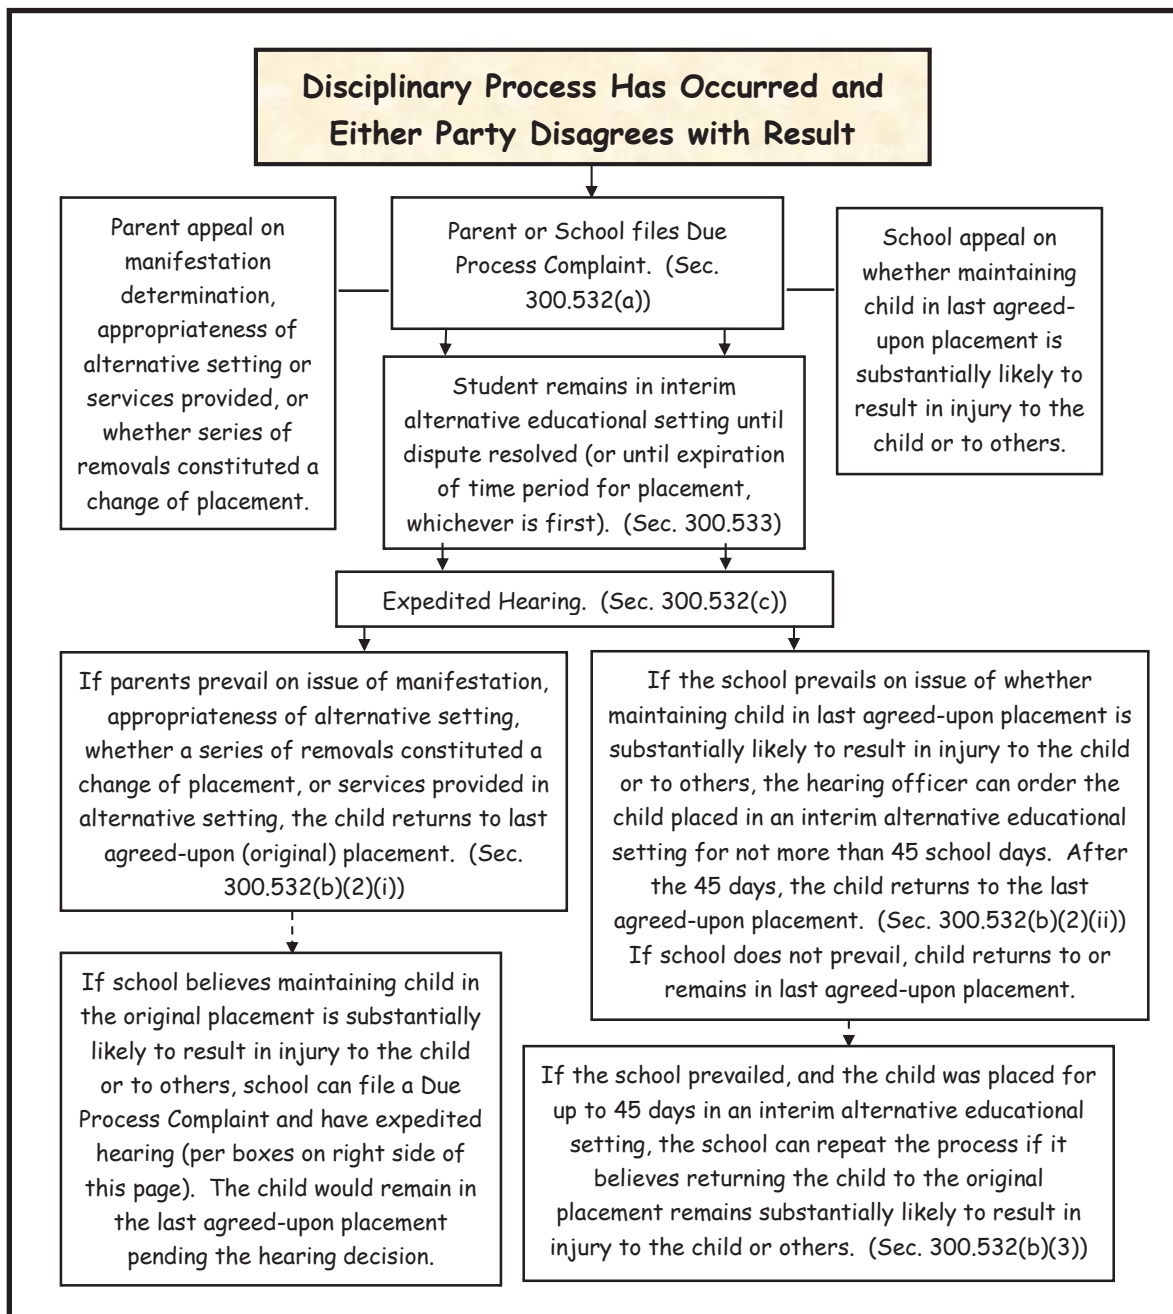 Disciplinary Process Has Occurred and
Either Party Disagrees with Result
Parent appeal on
manifestation
determination,
appropriateness of
alternative setting or
services provided, or
whether series of
removals constituted a
change of placement.
Parent or School files Due
Process Complaint.  (Sec.
300.532(a))
School appeal on
whether maintaining
child in last agreed-
upon placement is
substantially likely to
result in injury to the
child or to others.
Student remains in interim
alternative educational setting until
dispute resolved (or until expiration
of time period for placement,
whichever is first).  (Sec. 300.533)
Expedited Hearing.  (Sec. 300.532(c))
If parents prevail on issue of manifestation,
appropriateness of alternative setting,
whether a series of removals constituted a
change of placement, or services provided in
alternative setting, the child returns to last
agreed-upon (original) placement.  (Sec.
300.532(b)(2)(i))
If the school prevails on issue of whether
maintaining child in last agreed-upon placement is
substantially likely to result in injury to the child
or to others, the hearing officer can order the
child placed in an interim alternative educational
setting for not more than 45 school days.  After
the 45 days, the child returns to the last
agreed-upon placement.  (Sec. 300.532(b)(2)(ii))
If school does not prevail, child returns to or
remains in last agreed-upon placement.
If school believes maintaining child in
the original placement is substantially
likely to result in injury to the child
or to others, school can file a Due
Process Complaint and have expedited
hearing (per boxes on right side of
this page).  The child would remain in
the last agreed-upon placement
pending the hearing decision.
If the school prevailed, and the child was placed for
up to 45 days in an interim alternative educational
setting, the school can repeat the process if it
believes returning the child to the original
placement remains substantially likely to result in
injury to the child or others.  (Sec. 300.532(b)(3))